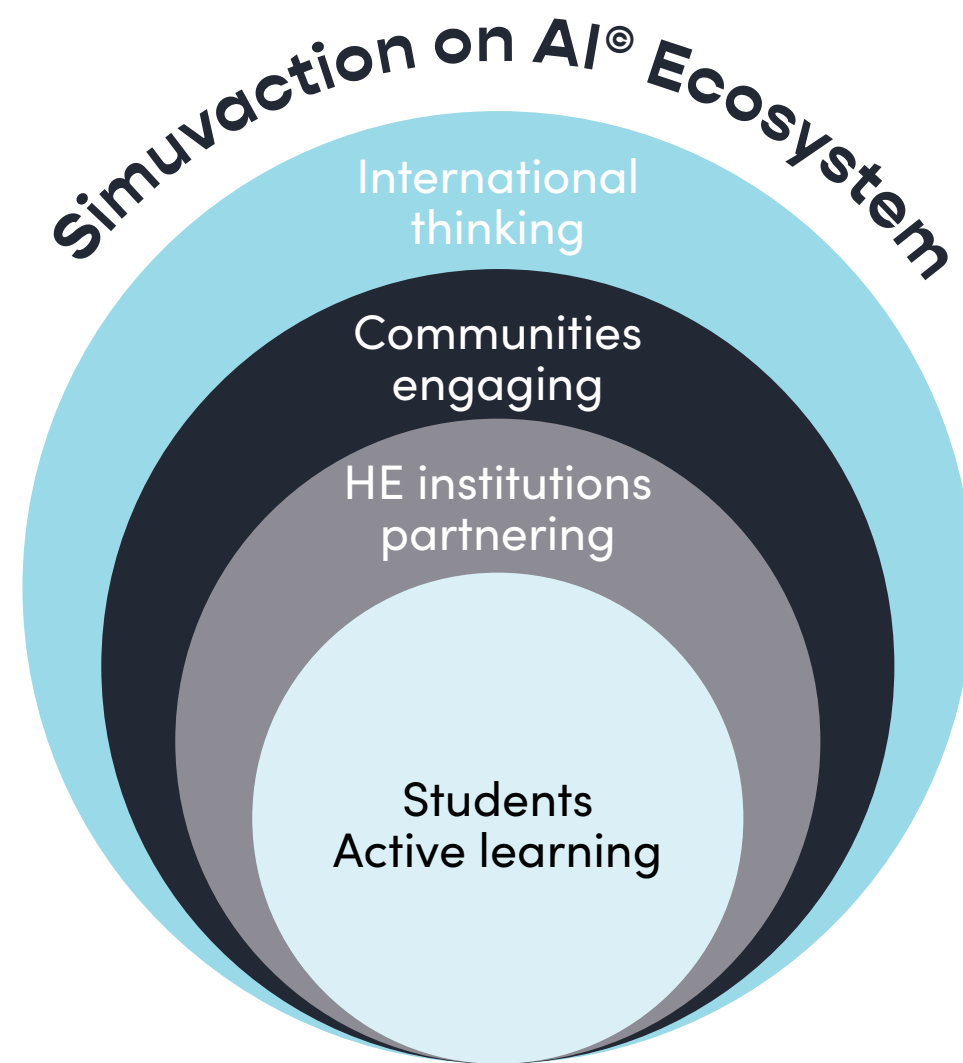 Simuvaction on AI© Ecosystem
International
thinking
Communities
engaging
HE institutions
partnering
Students
Active learning